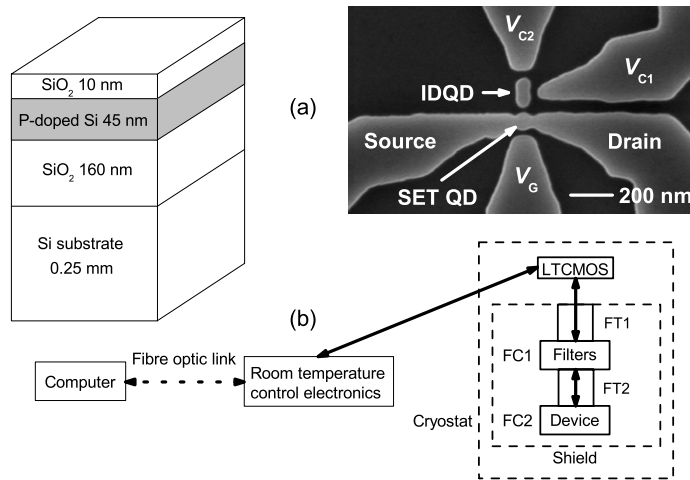 SiO2 10 nm
P-doped Si 45 nm
SiO2 160 nm
Si substrate
0.25 mm
(a)
VC2
VC1
IDQD
Source
Drain
SET QD
VG
200 nm
(b)
LTCMOS
FT1
FC1
Filters
FT2
FC2
Device
Cryostat
Shield
Fibre optic link
Computer
Room temperature
control electronics